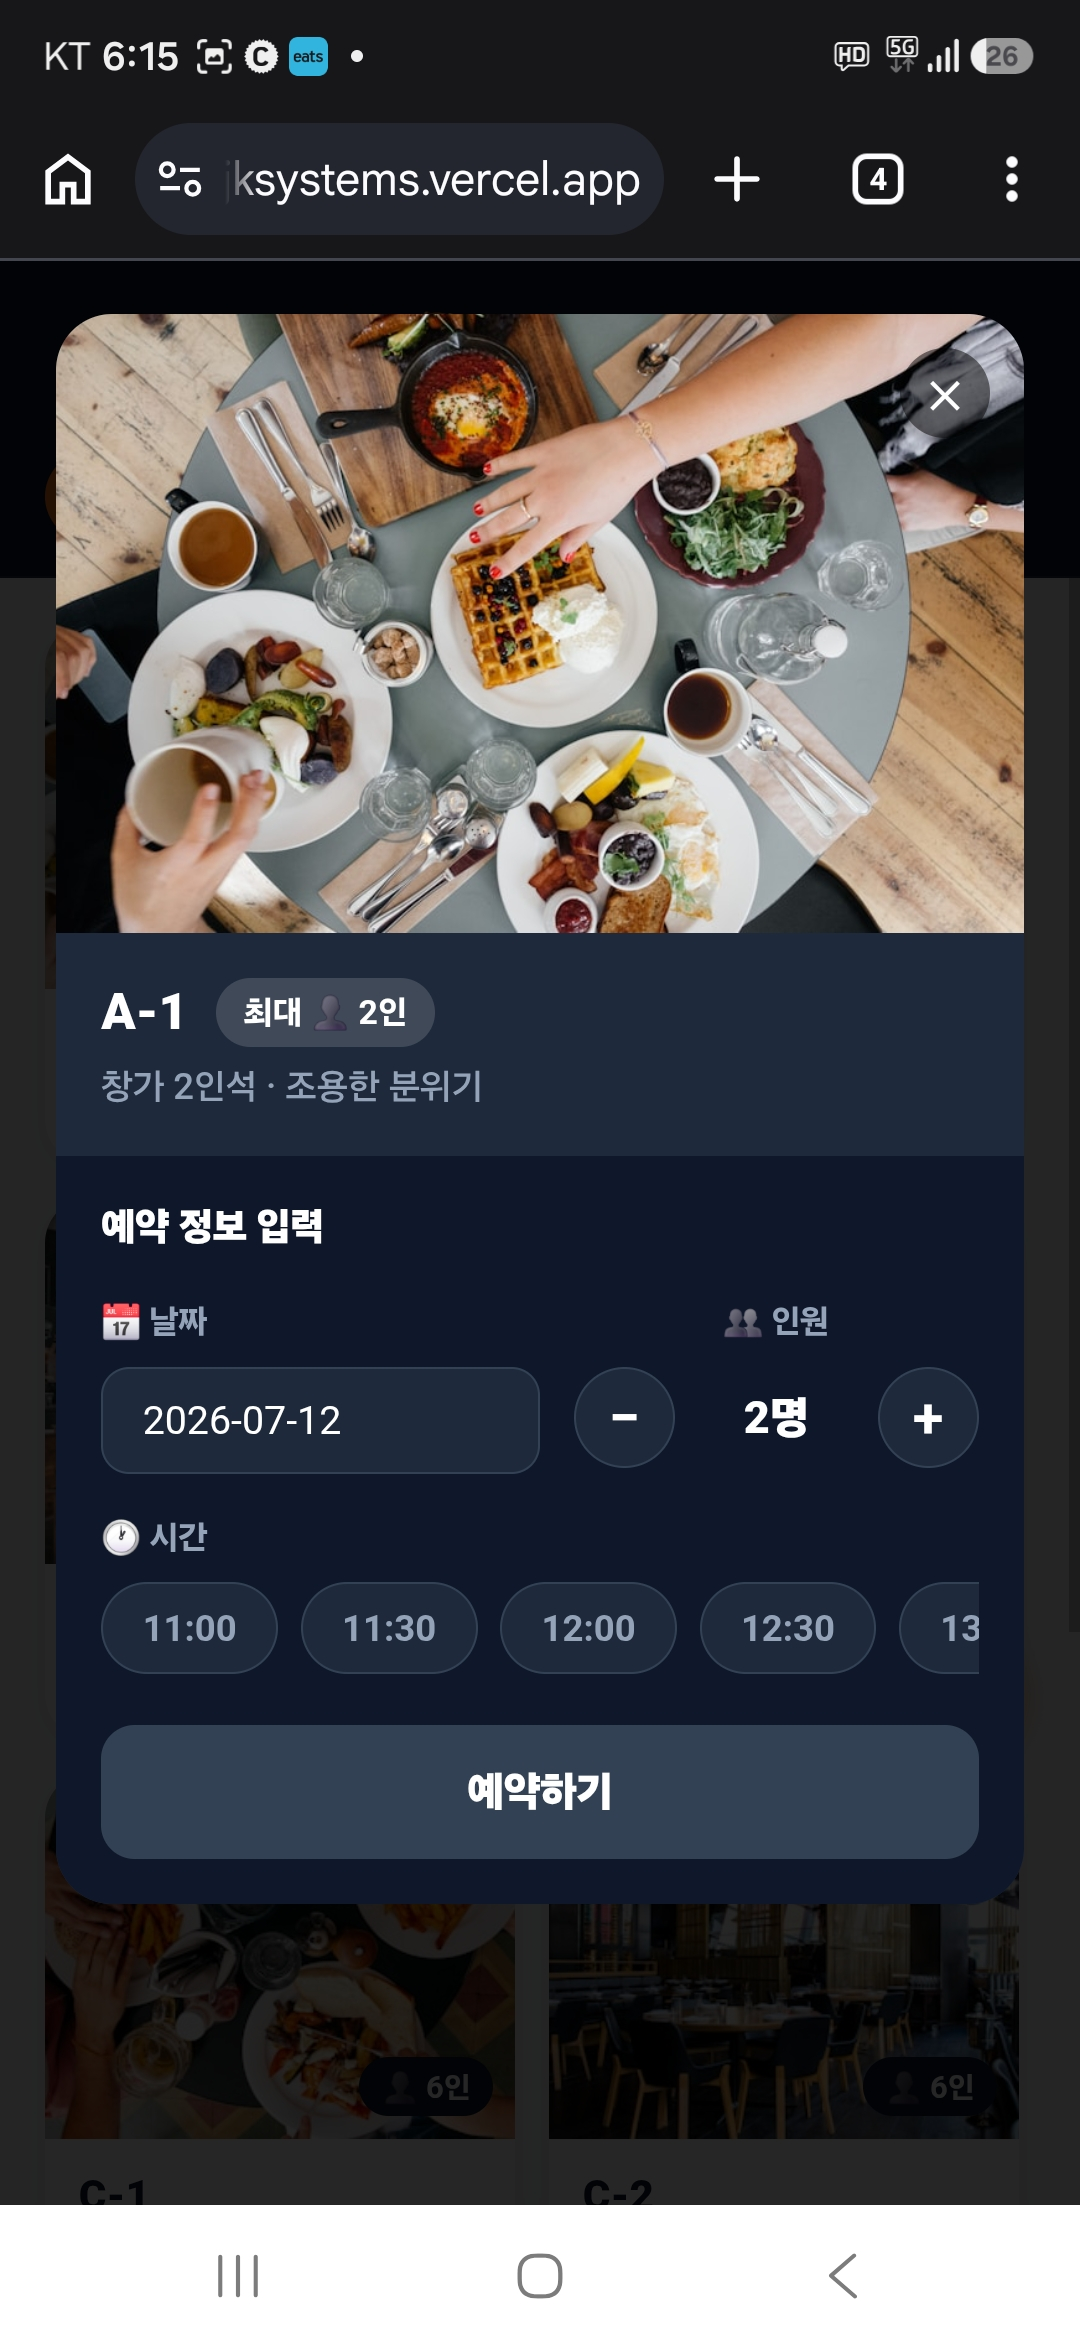 KT 6:15 C eats HD 5G 26
ksystems.vercel.app 4
A-1 최대 2인
창가 2인석 · 조용한 분위기
예약 정보 입력
JUL 17 날짜 인원
2026-07-12 − 2명 +
시간
11:00 11:30 12:00 12:30 13
예약하기
6인 6인
C-1 C-2